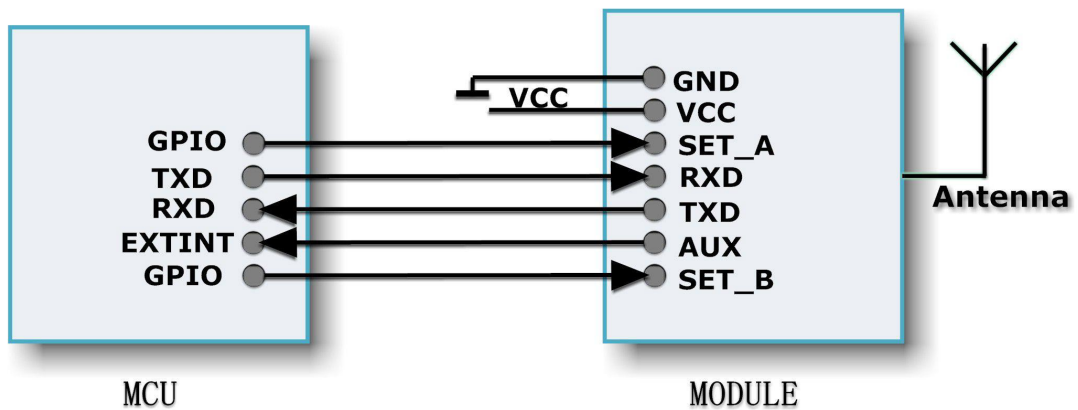 GND
VCC
VCC
GPIO
SET_A
TXD
RXD
RXD
TXD
EXTINT
AUX
GPIO
SET_B
Antenna
MCU
MODULE